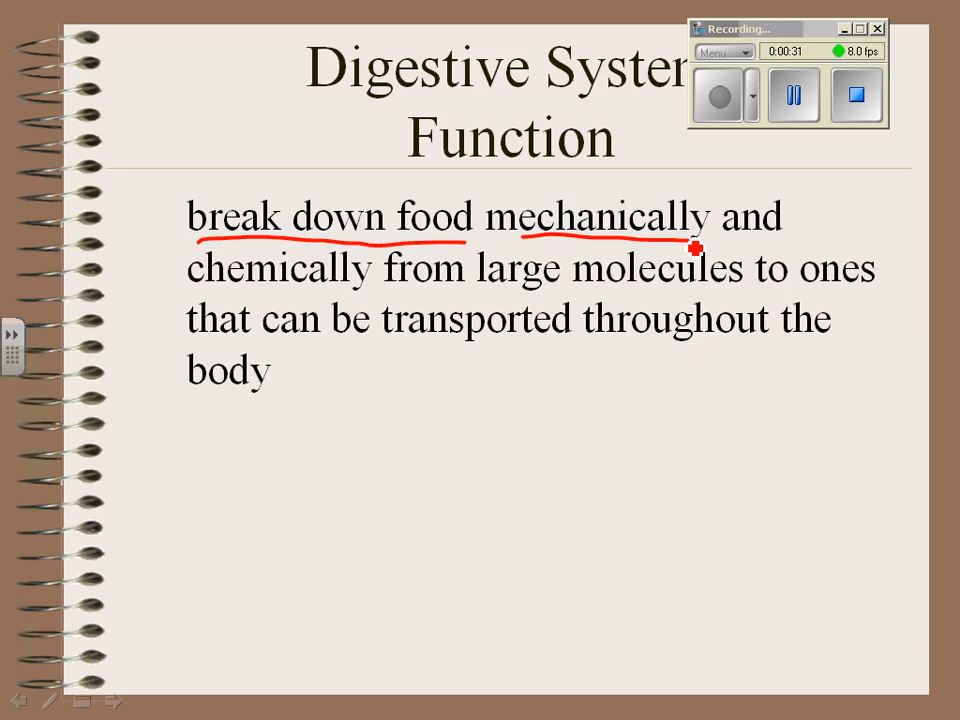 Recording...
Menu
0:00:31
8.0 fps
Digestive System
Function
break down food mechanically and
chemically from large molecules to ones
that can be transported throughout the
body